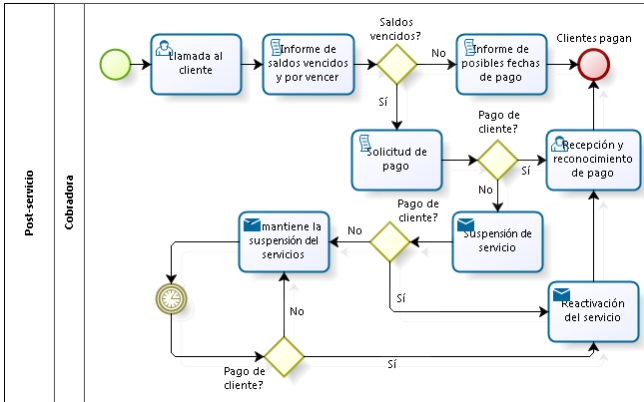 Post-servicio
Cobradora
Saldos
vencidos?
Clientes pagan
Llamada al
cliente
Informe de
saldos vencidos
y por vencer
No
Informe de
posibles fechas
de pago
Sí
Pago de
cliente?
Solicitud de
pago
Sí
Recepción y
reconocimiento
de pago
No
Pago de
cliente?
mantiene la
suspensión del
servicios
No
Suspensión de
servicio
Sí
Reactivación
del servicio
No
Pago de
cliente?
Sí